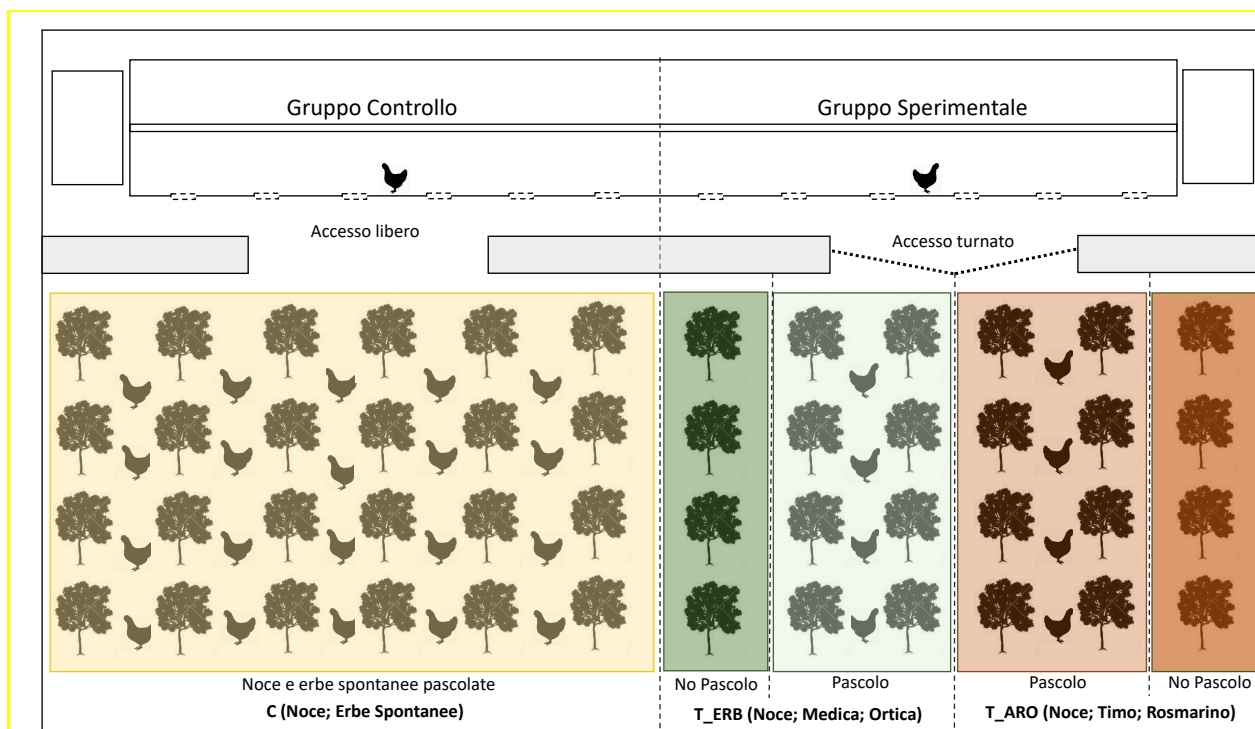 Gruppo Controllo
Gruppo Sperimentale
Accesso libero
Accesso turnato
Noce e erbe spontanee pascolate
No Pascolo
Pascolo
Pascolo
No Pascolo
C (Noce; Erbe Spontanee)
T_ERB (Noce; Medica; Ortica)
T_ARO (Noce; Timo; Rosmarino)